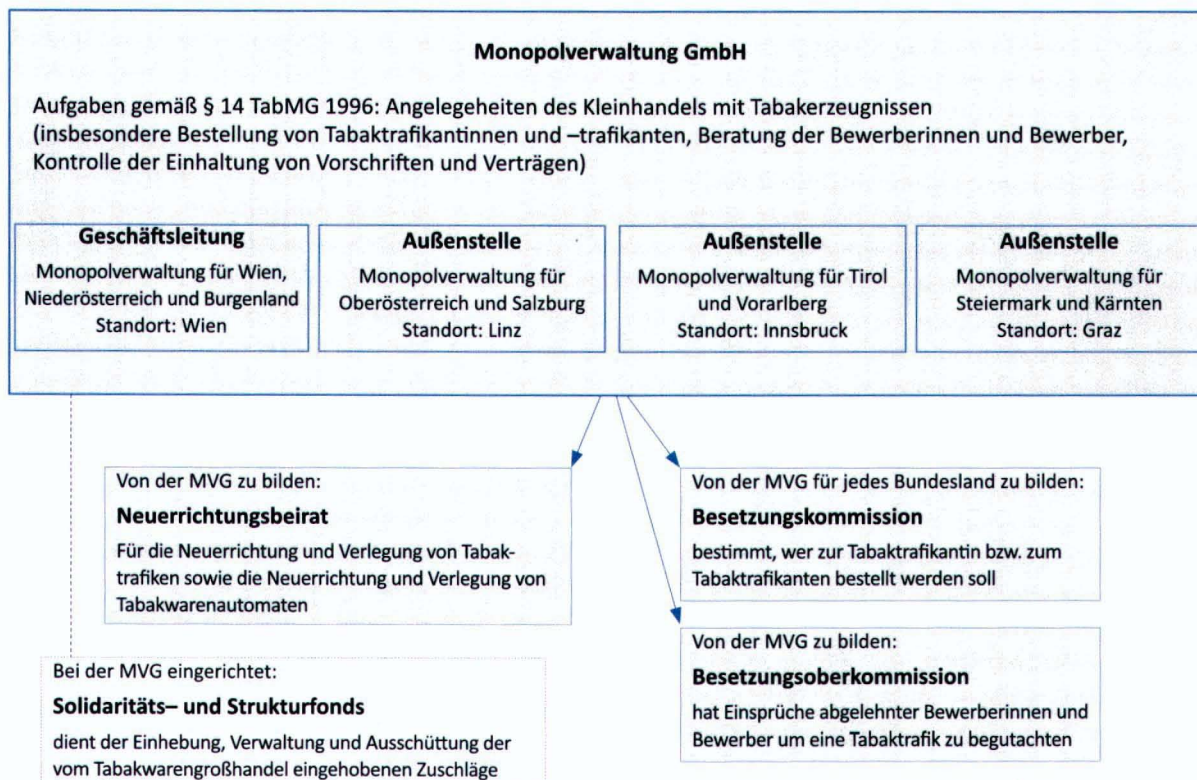 Monopolverwaltung GmbH
Aufgaben gemäß § 14 TabMG 1996: Angelegeheiten des Kleinhandels mit Tabakerzeugnissen
(insbesondere Bestellung von Tabaktrafikantinnen und –trafikanten, Beratung der Bewerberinnen und Bewerber,
Kontrolle der Einhaltung von Vorschriften und Verträgen)
Geschäftsleitung
Monopolverwaltung für Wien,
Niederösterreich und Burgenland
Standort: Wien
Außenstelle
Monopolverwaltung für
Oberösterreich und Salzburg
Standort: Linz
Außenstelle
Monopolverwaltung für Tirol
und Vorarlberg
Standort: Innsbruck
Außenstelle
Monopolverwaltung für
Steiermark und Kärnten
Standort: Graz
Von der MVG zu bilden:
Neuerrichtungsbeirat
Für die Neuerrichtung und Verlegung von Tabak-
trafiken sowie die Neuerrichtung und Verlegung von
Tabakwarenautomaten
Von der MVG für jedes Bundesland zu bilden:
Besetzungskommission
bestimmt, wer zur Tabaktrafikantin bzw. zum
Tabaktrafikanten bestellt werden soll
Von der MVG zu bilden:
Besetzungsoberkommission
hat Einsprüche abgelehnter Bewerberinnen und
Bewerber um eine Tabaktrafik zu begutachten
Bei der MVG eingerichtet:
Solidaritäts– und Strukturfonds
dient der Einhebung, Verwaltung und Ausschüttung der
vom Tabakwarengroßhandel eingehobenen Zuschläge